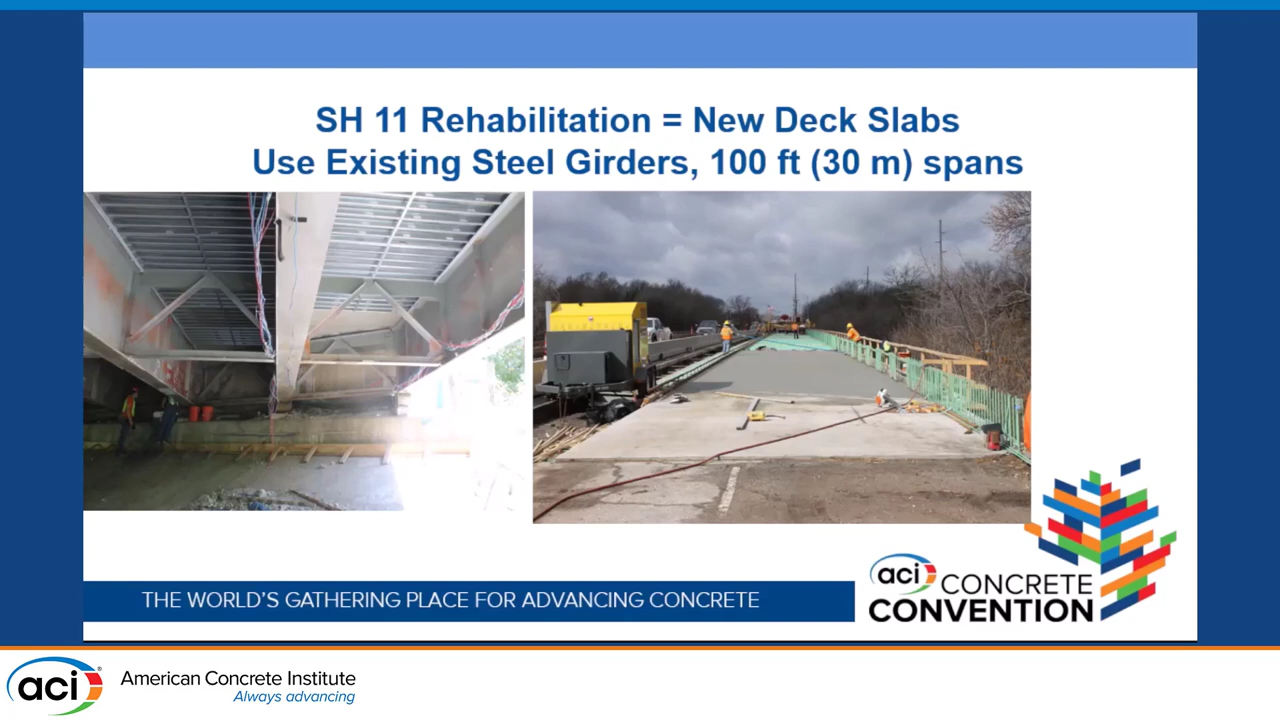 SH 11 Rehabilitation = New Deck Slabs
Use Existing Steel Girders, 100 ft (30 m) spans
THE WORLD'S GATHERING PLACE FOR ADVANCING CONCRETE
aci CONCRETE
CONVENTION
aci®
American Concrete Institute
Always advancing